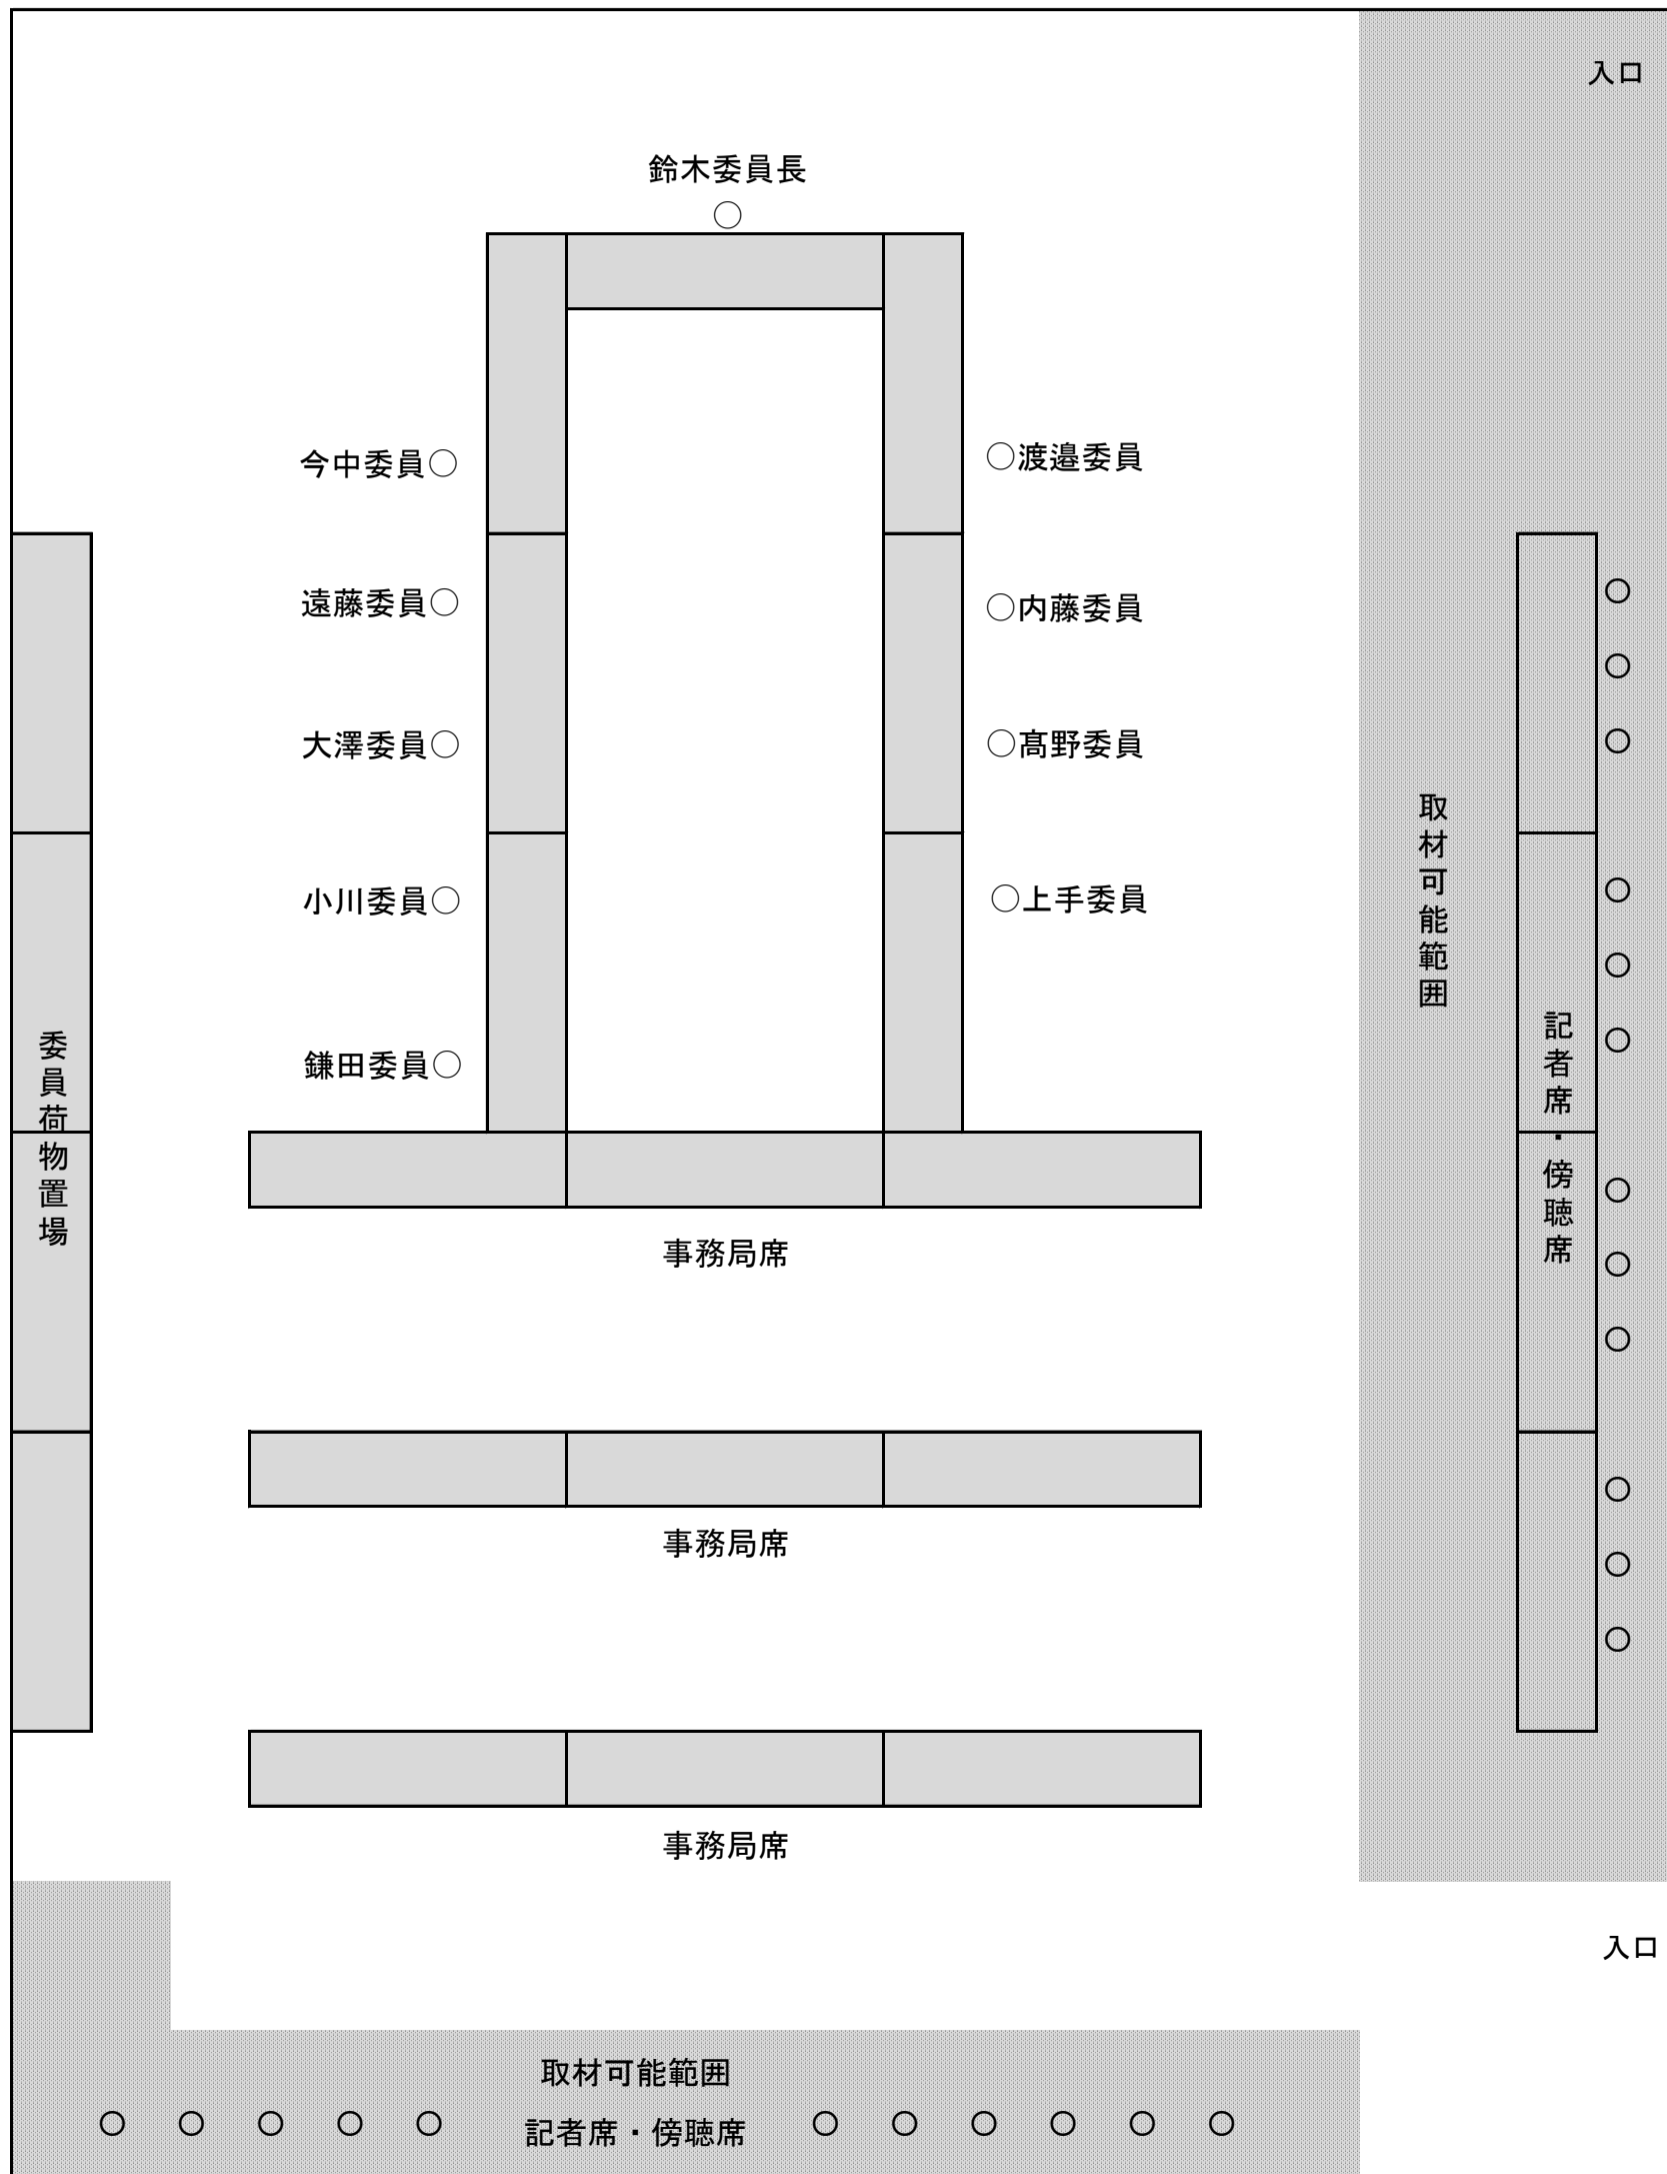 入口
鈴木委員長
○
今中委員○
○渡邉委員
遠藤委員○
○内藤委員
大澤委員○
○髙野委員
取材可能範囲
小川委員○
○上手委員
記者席・傍聴席
委員荷物置場
鎌田委員○
事務局席
事務局席
事務局席
入口
取材可能範囲
○ ○ ○ ○ ○ 記者席・傍聴席 ○ ○ ○ ○ ○ ○